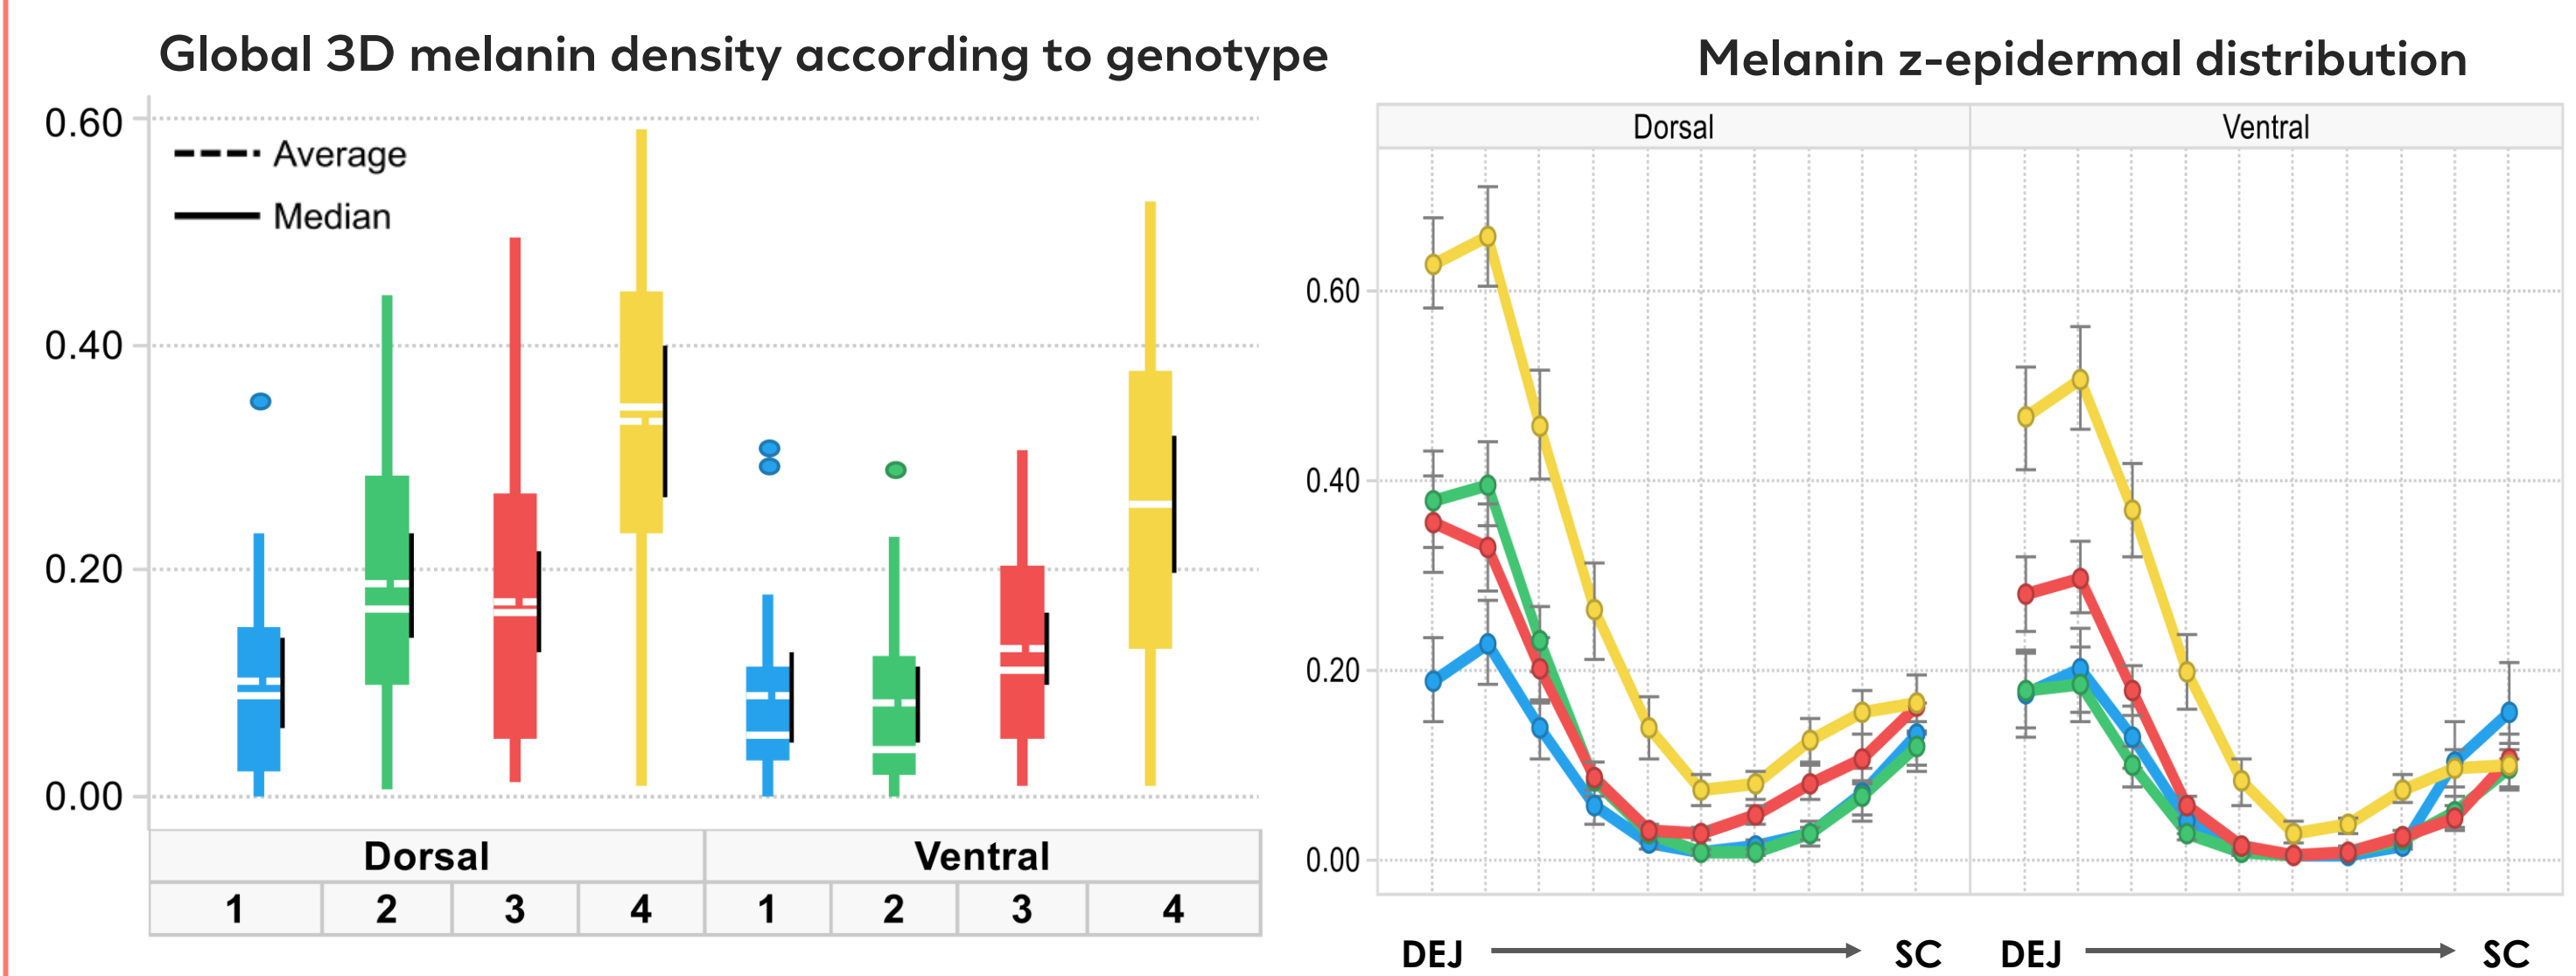 Global 3D melanin density according to genotype
0.60
Average
Median
0.40
0.20
0.00
Dorsal Ventral
1 2 3 4 1 2 3 4
Melanin z-epidermal distribution
Dorsal Ventral
0.60
0.40
0.20
0.00
DEJ SC DEJ SC